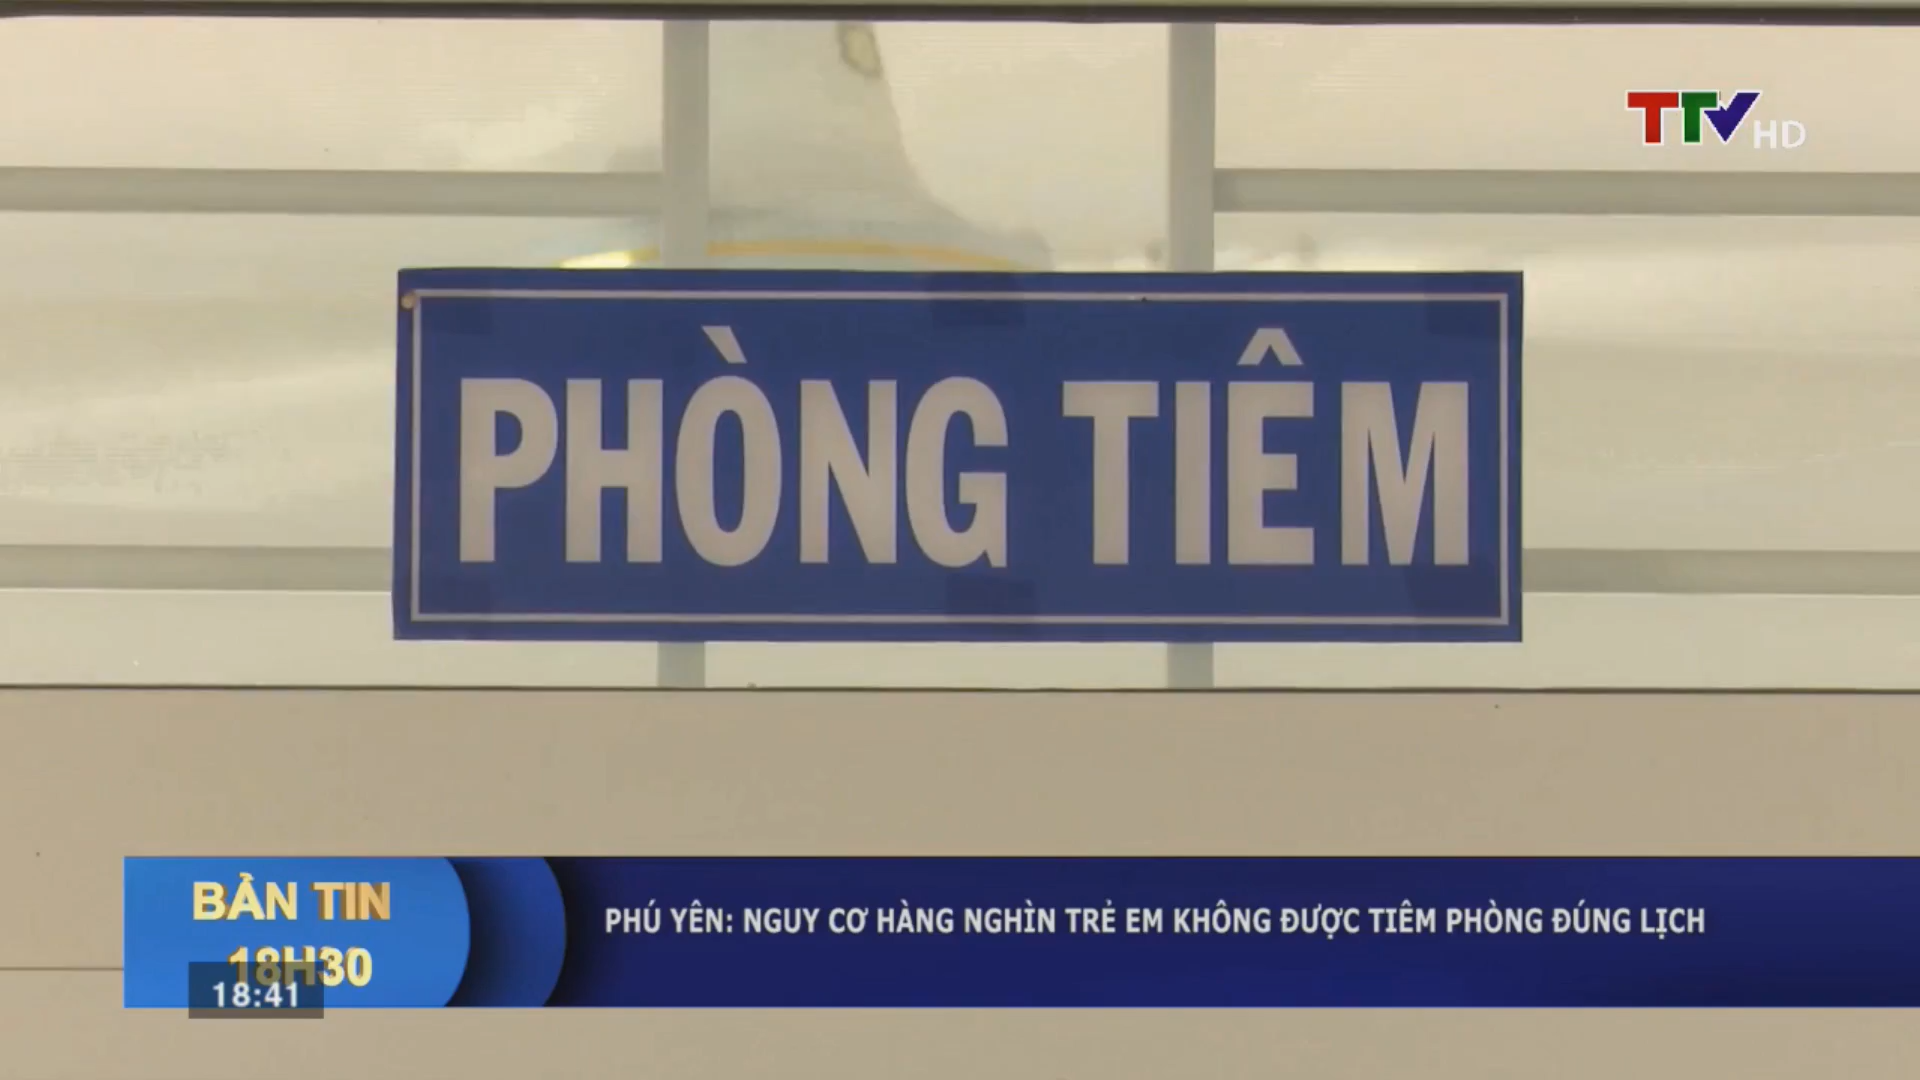 TTV HD
PHÒNG TIÊM
BẢN TIN
18H30
18:41
PHÚ YÊN: NGUY CƠ HÀNG NGHÌN TRẺ EM KHÔNG ĐƯỢC TIÊM PHÒNG ĐÚNG LỊCH